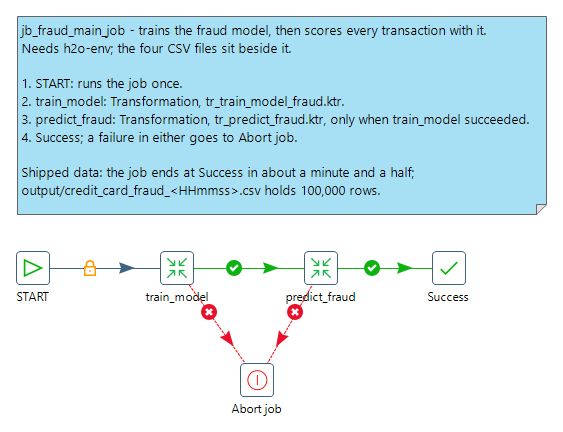 jb_fraud_main_job - trains the fraud model, then scores every transaction with it.
Needs h2o-env; the four CSV files sit beside it.
1. START: runs the job once.
2. train_model: Transformation, tr_train_model_fraud.ktr.
3. predict_fraud: Transformation, tr_predict_fraud.ktr, only when train_model succeeded.
4. Success; a failure in either goes to Abort job.
Shipped data: the job ends at Success in about a minute and a half;
output/credit_card_fraud_<HHmmss>.csv holds 100,000 rows.
START
train_model
predict_fraud
Success
Abort job